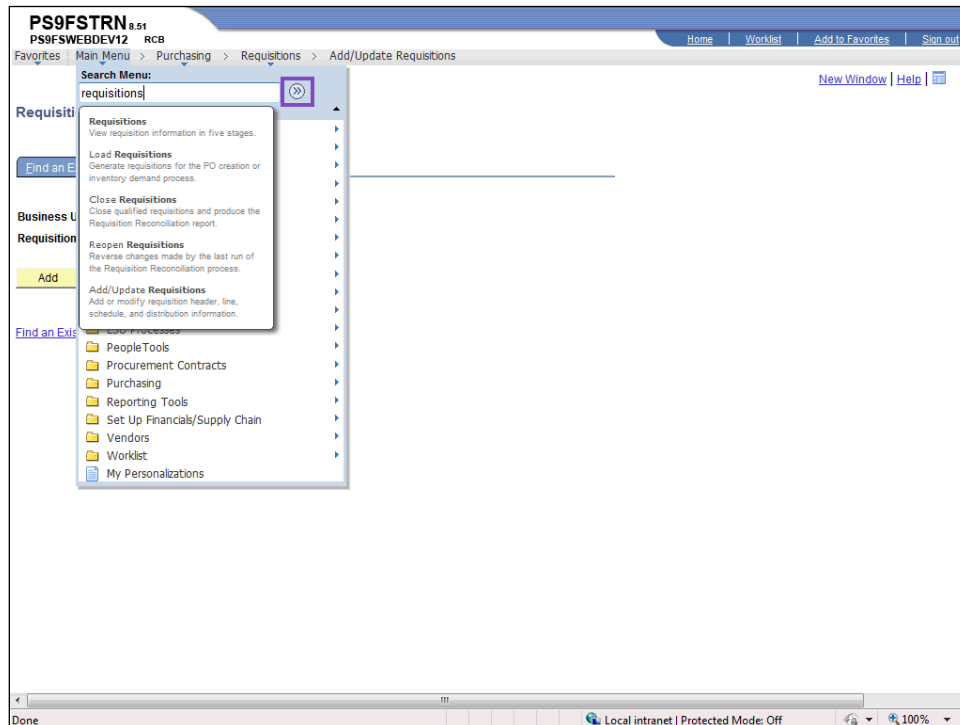 PS9FSTRN 8.51
PS9FSWEBDEV12 RCB
Home | Worklist | Add to Favorites | Sign out
Favorites Main Menu > Purchasing > Requisitions > Add/Update Requisitions
Search Menu:
New Window | Help |
requisitions
Requisiti
Requisitions
View requisition information in five stages.
Load Requisitions
Generate requisitions for the PO creation or
inventory demand process.
Find an E
Close Requisitions
Close qualified requisitions and produce the
Requisition Reconciliation report.
Business U
Requisition
Reopen Requisitions
Reverse changes made by the last run of
the Requisition Reconciliation process.
Add
Add/Update Requisitions
Add or modify requisition header, line,
schedule, and distribution information.
Find an Exis
LSU Processes
PeopleTools
Procurement Contracts
Purchasing
Reporting Tools
Set Up Financials/Supply Chain
Vendors
Worklist
My Personalizations
Done
Local intranet | Protected Mode: Off
100%